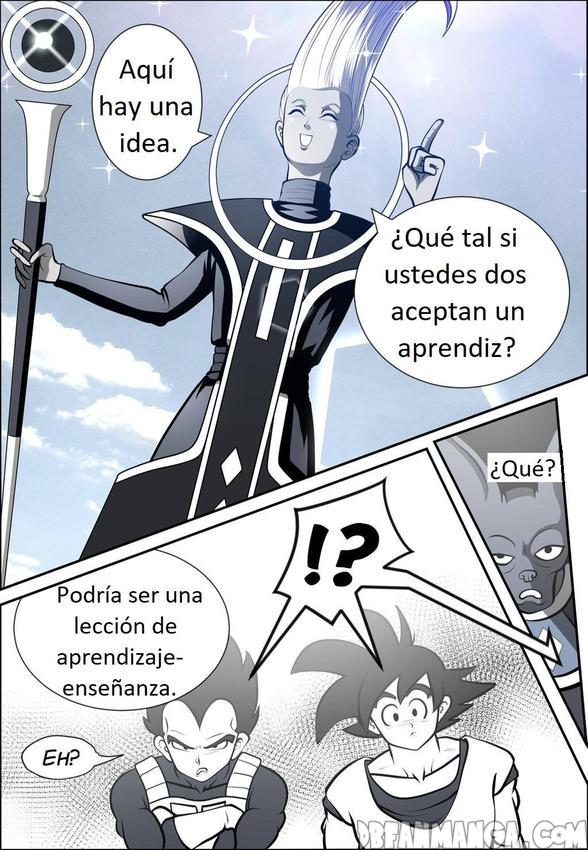 Aquí
hay una
idea.
¿Qué tal si
ustedes dos
aceptan un
aprendiz?
¿Qué?
!?
Podría ser una
lección de
aprendizaje-
enseñanza.
EH?
DBFANMANGA.COM